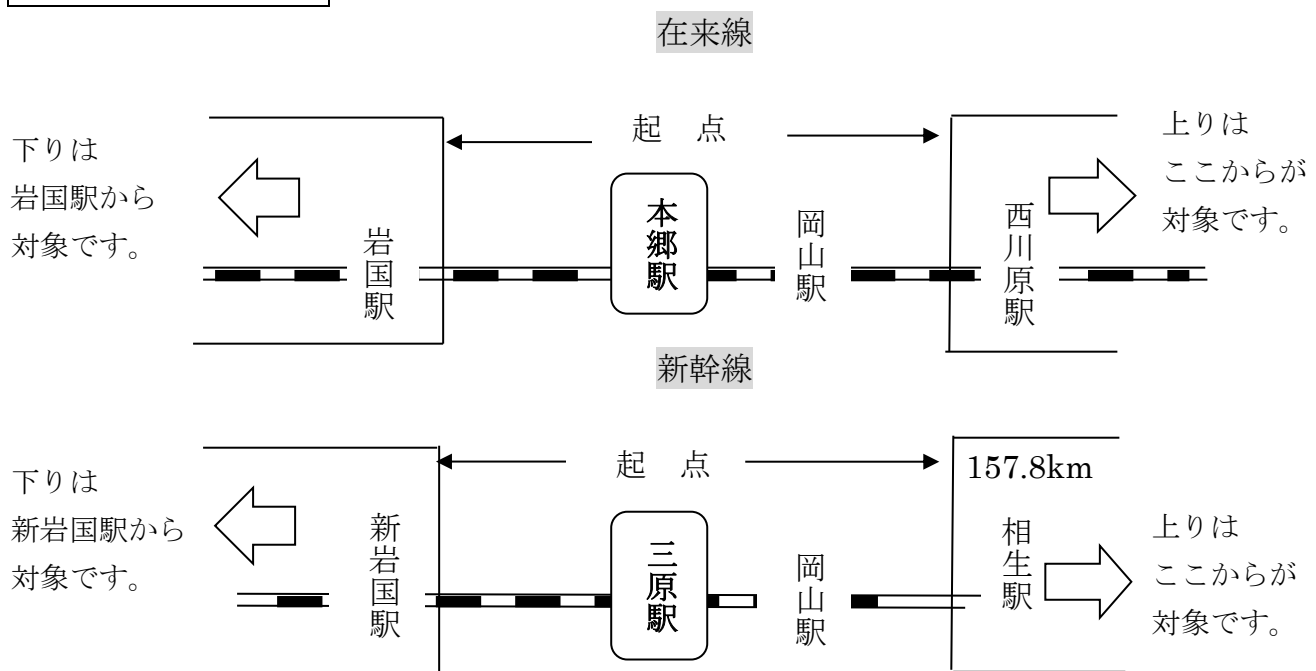 在来線
起 点
下りは
岩国駅から
対象です。
岩国駅
本郷駅
岡山駅
西川原駅
上りは
ここからが
対象です。
新幹線
起 点
157.8km
下りは
新岩国駅から
対象です。
新岩国駅
三原駅
岡山駅
相生駅
上りは
ここからが
対象です。